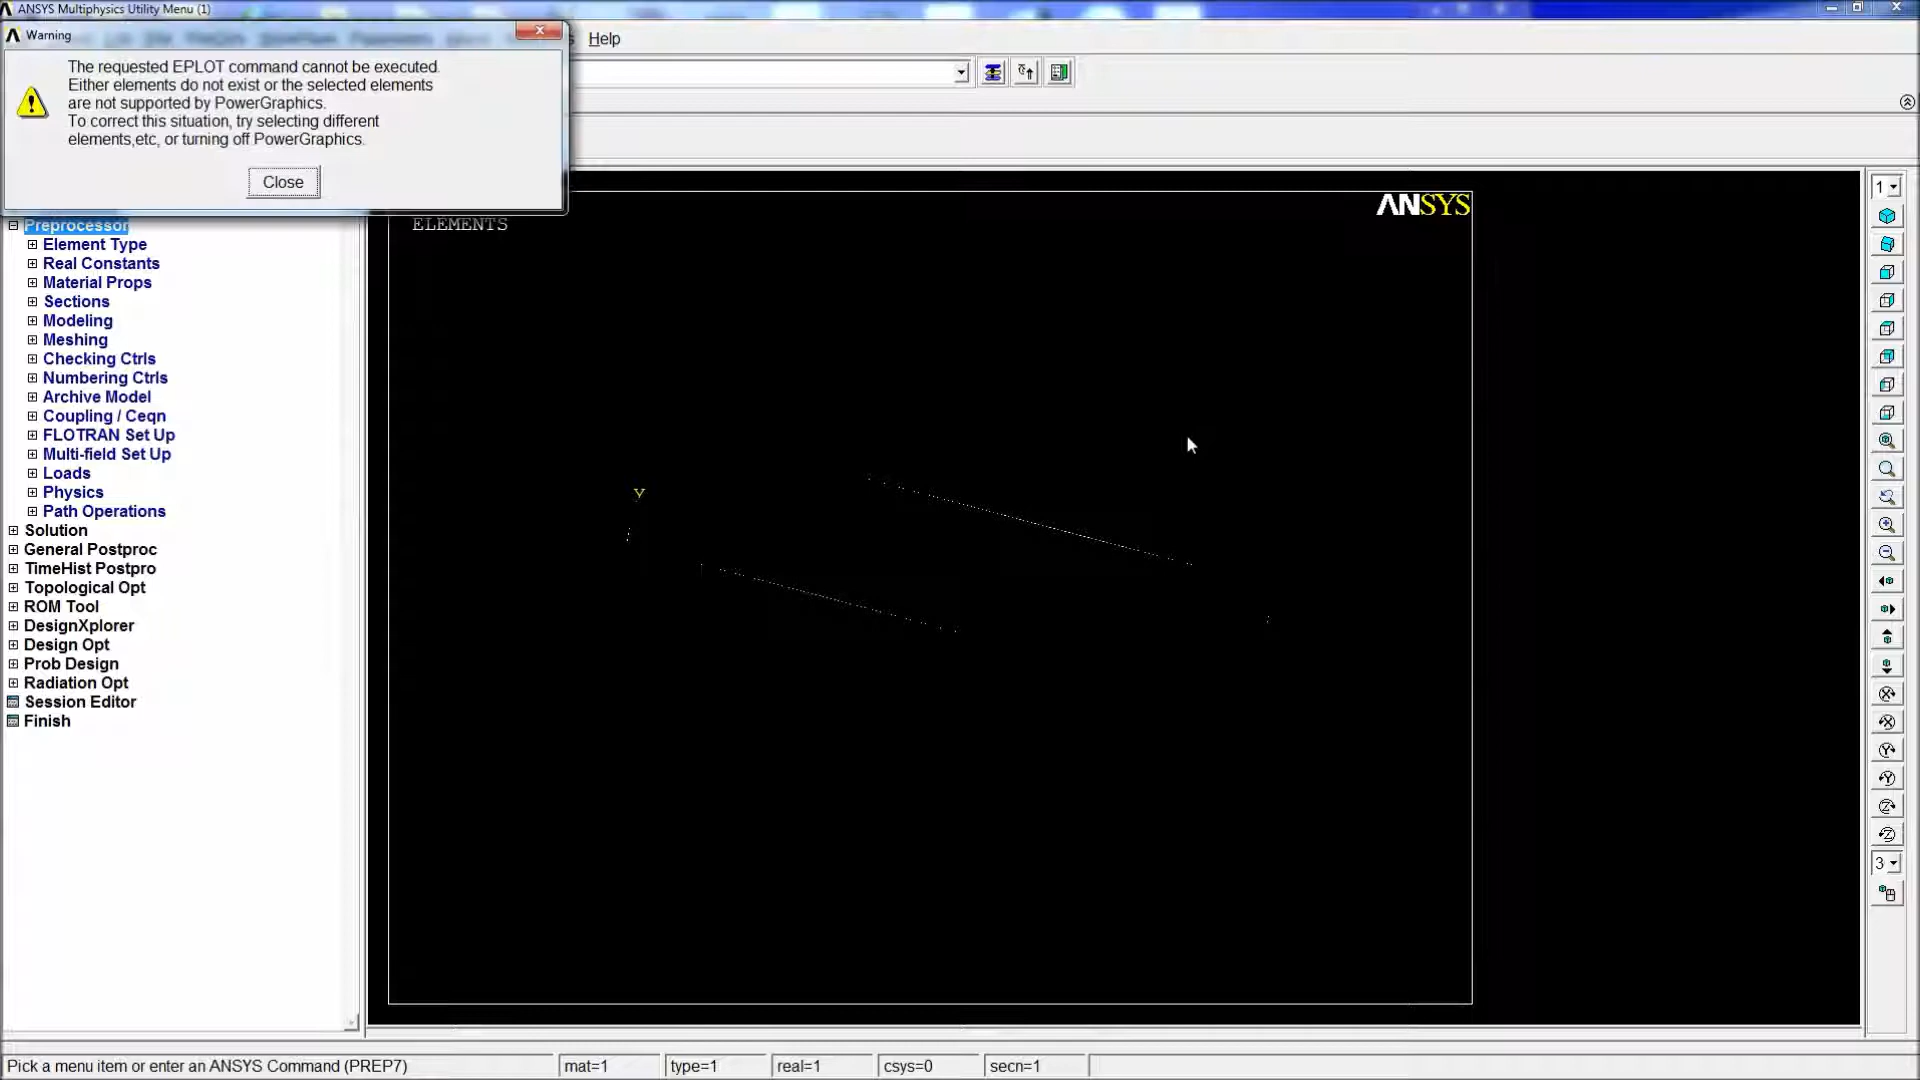 ANSYS Multiphysics Utility Menu (1)
Warning
Help
The requested EPLOT command cannot be executed.
Either elements do not exist or the selected elements
are not supported by PowerGraphics.
To correct this situation, try selecting different
elements,etc, or turning off PowerGraphics.
Close
1
ANSYS
ELEMENTS
Preprocessor
Element Type
Real Constants
Material Props
Sections
Modeling
Meshing
Checking Ctrls
Numbering Ctrls
Archive Model
Coupling / Ceqn
FLOTRAN Set Up
Multi-field Set Up
Loads
Physics
Path Operations
Solution
General Postproc
TimeHist Postpro
Topological Opt
ROM Tool
DesignXplorer
Design Opt
Prob Design
Radiation Opt
Session Editor
Finish
Y
3
Pick a menu item or enter an ANSYS Command (PREP7)
mat=1
type=1
real=1
csys=0
secn=1